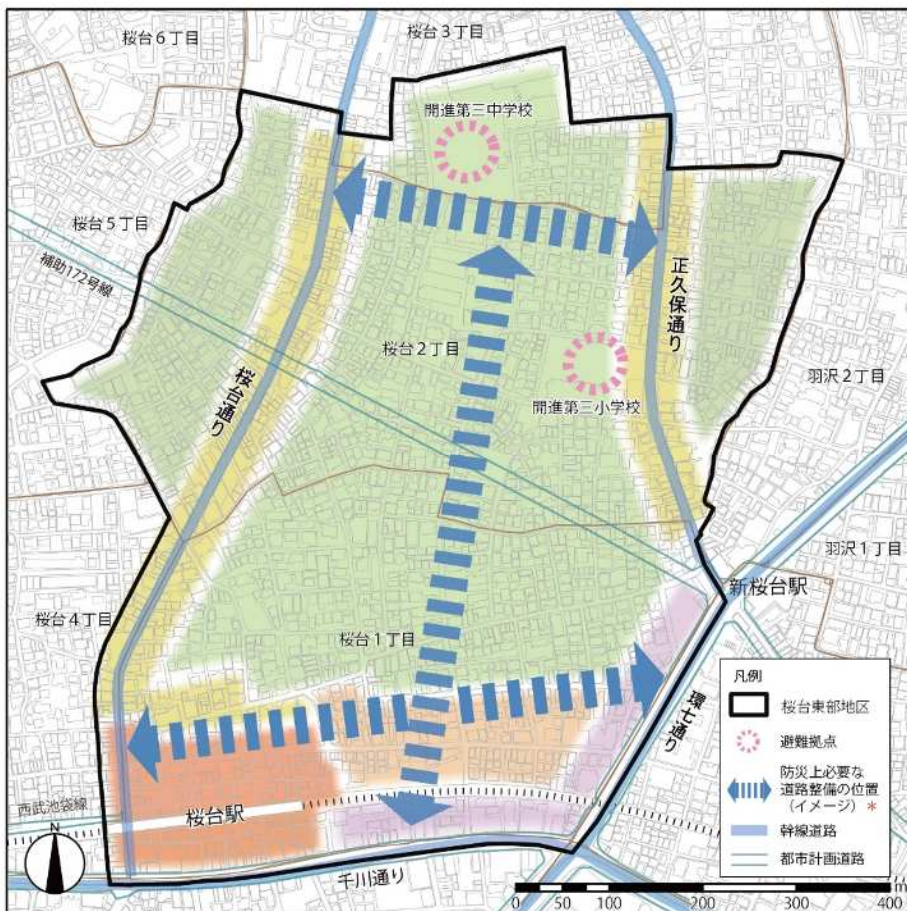 桜台6丁目
桜台3丁目
開進第三中学校
桜台5丁目
補助172号線
正久保通り
桜台2丁目
羽沢2丁目
桜台通り
開進第三小学校
羽沢1丁目
新桜台駅
桜台4丁目
桜台1丁目
環七通り
西武池袋線
桜台駅
千川通り
N
凡例
桜台東部地区
避難拠点
防災上必要な
道路整備の位置
（イメージ）*
幹線道路
都市計画道路
0 50 100 200 300 400 m